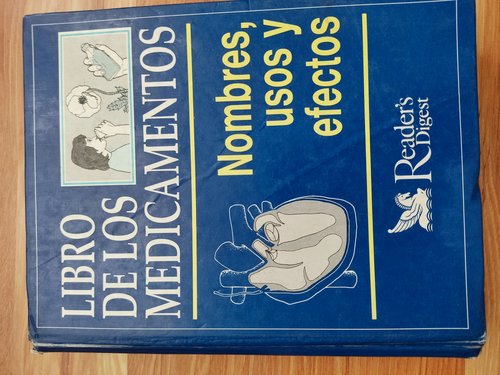 LIBRO
DE LOS
MEDICAMENTOS
Nombres,
usos y
efectos
Reader's
Digest